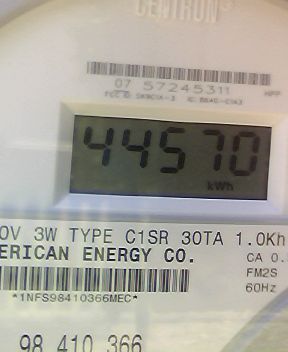 CENTRON
07 57245311
44570
kWh
0V 3W TYPE C1SR 30TA 1.0Kh
ERICAN ENERGY CO. CA 0.
FM2S
*1NFS98410366MEC* 60Hz
98 410 366